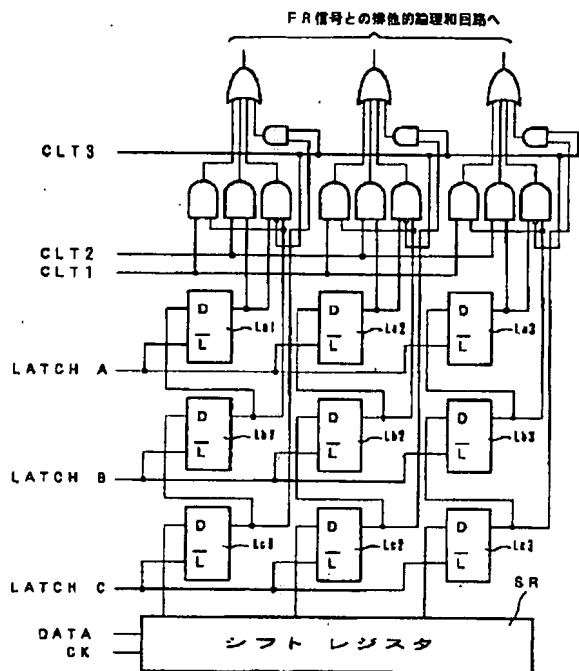 FR信号との排他的論理和回路へ
CLT3
CLT2
CLT1
D
L
La1
D
L
La2
D
L
La3
LATCH A
D
L
Lb1
D
L
Lb2
D
L
Lb3
LATCH B
D
L
Lc1
D
L
Lc2
D
L
Lc3
LATCH C
SR
DATA
CK
シフト レジスタ